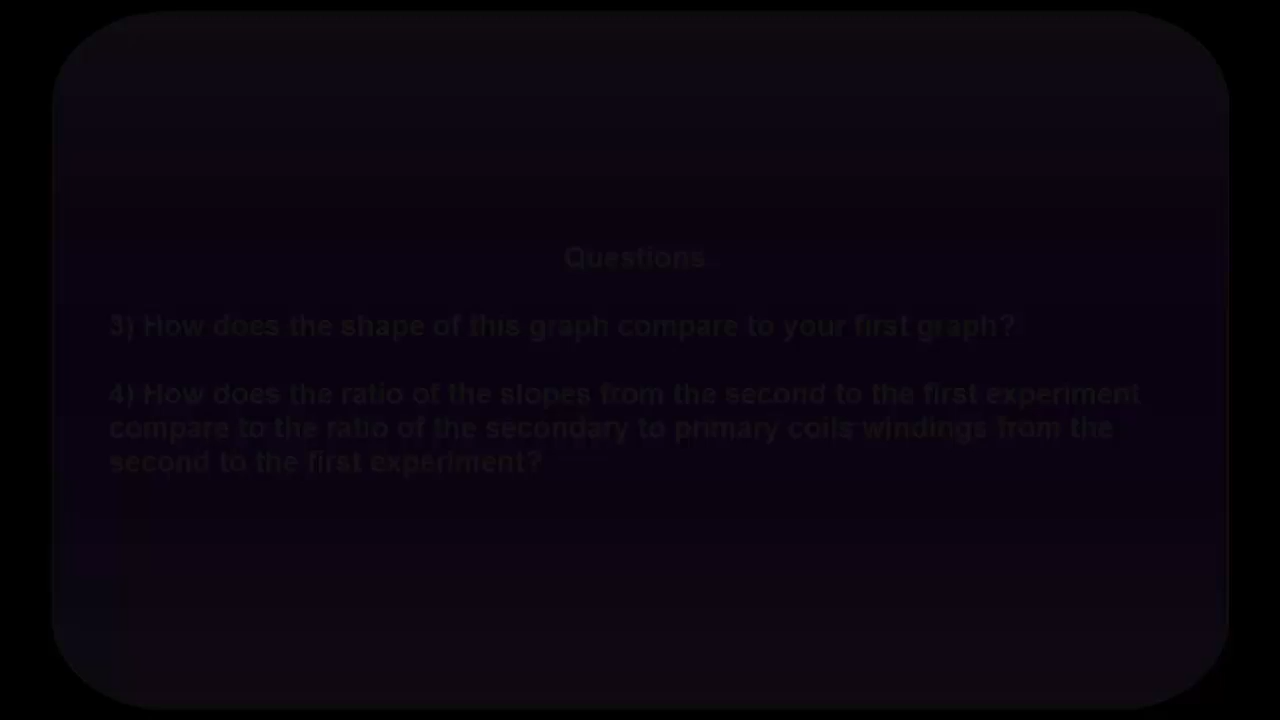 Questions
3) How does the shape of this graph compare to your first graph?
4) How does the ratio of the slopes from the second to the first experiment
compare to the ratio of the secondary to primary coils windings from the
second to the first experiment?